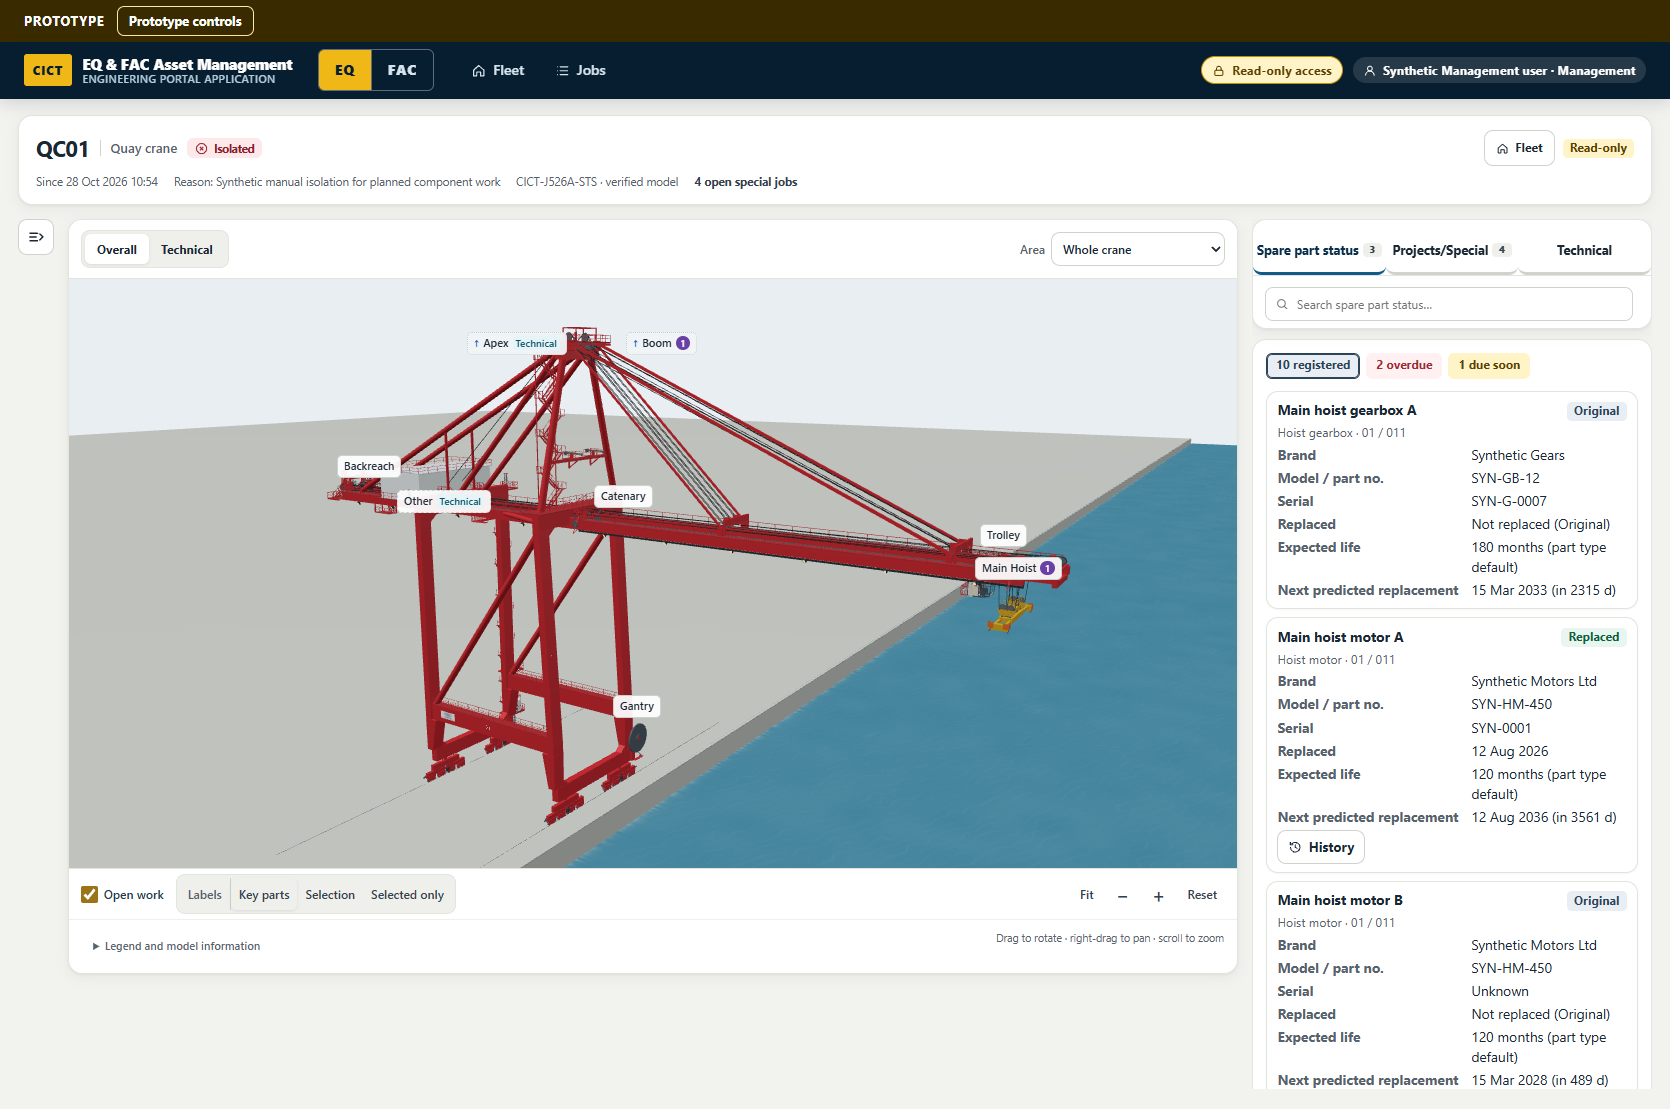 PROTOTYPE
Prototype controls
CICT
EQ & FAC Asset Management
ENGINEERING PORTAL APPLICATION
EQ
FAC
Fleet
Jobs
Read-only access
Synthetic Management user · Management
QC01
Quay crane
Isolated
Fleet
Read-only
Since 28 Oct 2026 10:54
Reason: Synthetic manual isolation for planned component work
CICT-J526A-STS · verified model
4 open special jobs
Overall
Technical
Area
Whole crane
↑ Apex Technical
↑ Boom 1
Backreach
Other Technical
Catenary
Trolley
Main Hoist 1
Gantry
Open work
Labels
Key parts
Selection
Selected only
Fit
−
+
Reset
Legend and model information
Drag to rotate · right-drag to pan · scroll to zoom
Spare part status 3
Projects/Special 4
Technical
Search spare part status...
10 registered
2 overdue
1 due soon
Main hoist gearbox A
Original
Hoist gearbox · 01 / 011
Brand Synthetic Gears
Model / part no. SYN-GB-12
Serial SYN-G-0007
Replaced Not replaced (Original)
Expected life 180 months (part type
default)
Next predicted replacement 15 Mar 2033 (in 2315 d)
Main hoist motor A
Replaced
Hoist motor · 01 / 011
Brand Synthetic Motors Ltd
Model / part no. SYN-HM-450
Serial SYN-0001
Replaced 12 Aug 2026
Expected life 120 months (part type
default)
Next predicted replacement 12 Aug 2036 (in 3561 d)
History
Main hoist motor B
Original
Hoist motor · 01 / 011
Brand Synthetic Motors Ltd
Model / part no. SYN-HM-450
Serial Unknown
Replaced Not replaced (Original)
Expected life 120 months (part type
default)
Next predicted replacement 15 Mar 2028 (in 489 d)